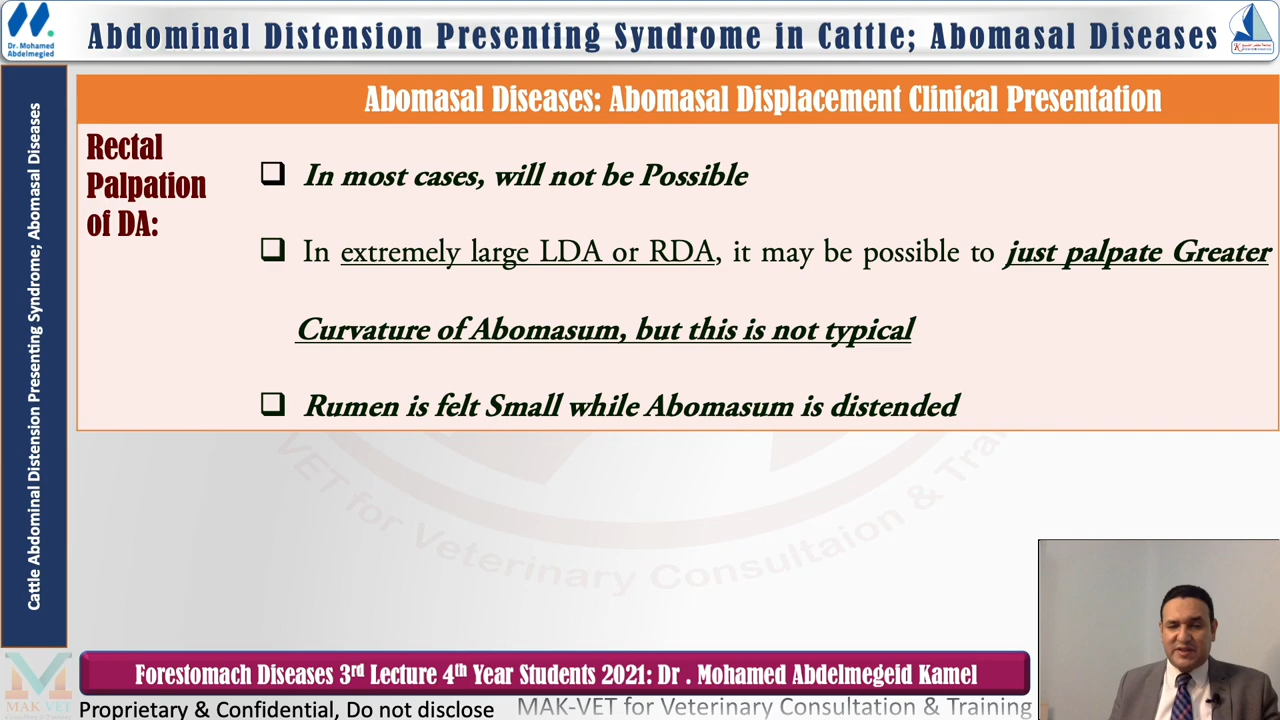 Dr. Mohamed
Abdelmegied
Abdominal Distension Presenting Syndrome in Cattle; Abomasal Diseases
Cattle Abdominal Distension Presenting Syndrome; Abomasal Diseases
Abomasal Diseases: Abomasal Displacement Clinical Presentation
Rectal
Palpation
of DA:
In most cases, will not be Possible
In extremely large LDA or RDA, it may be possible to just palpate Greater
Curvature of Abomasum, but this is not typical
Rumen is felt Small while Abomasum is distended
VET for Veterinary Consultaion & Trai
Forestomach Diseases 3rd Lecture 4th Year Students 2021: Dr . Mohamed Abdelmegeid Kamel
MAK VET
Proprietary & Confidential, Do not disclose
MAK-VET for Veterinary Consultation & Training